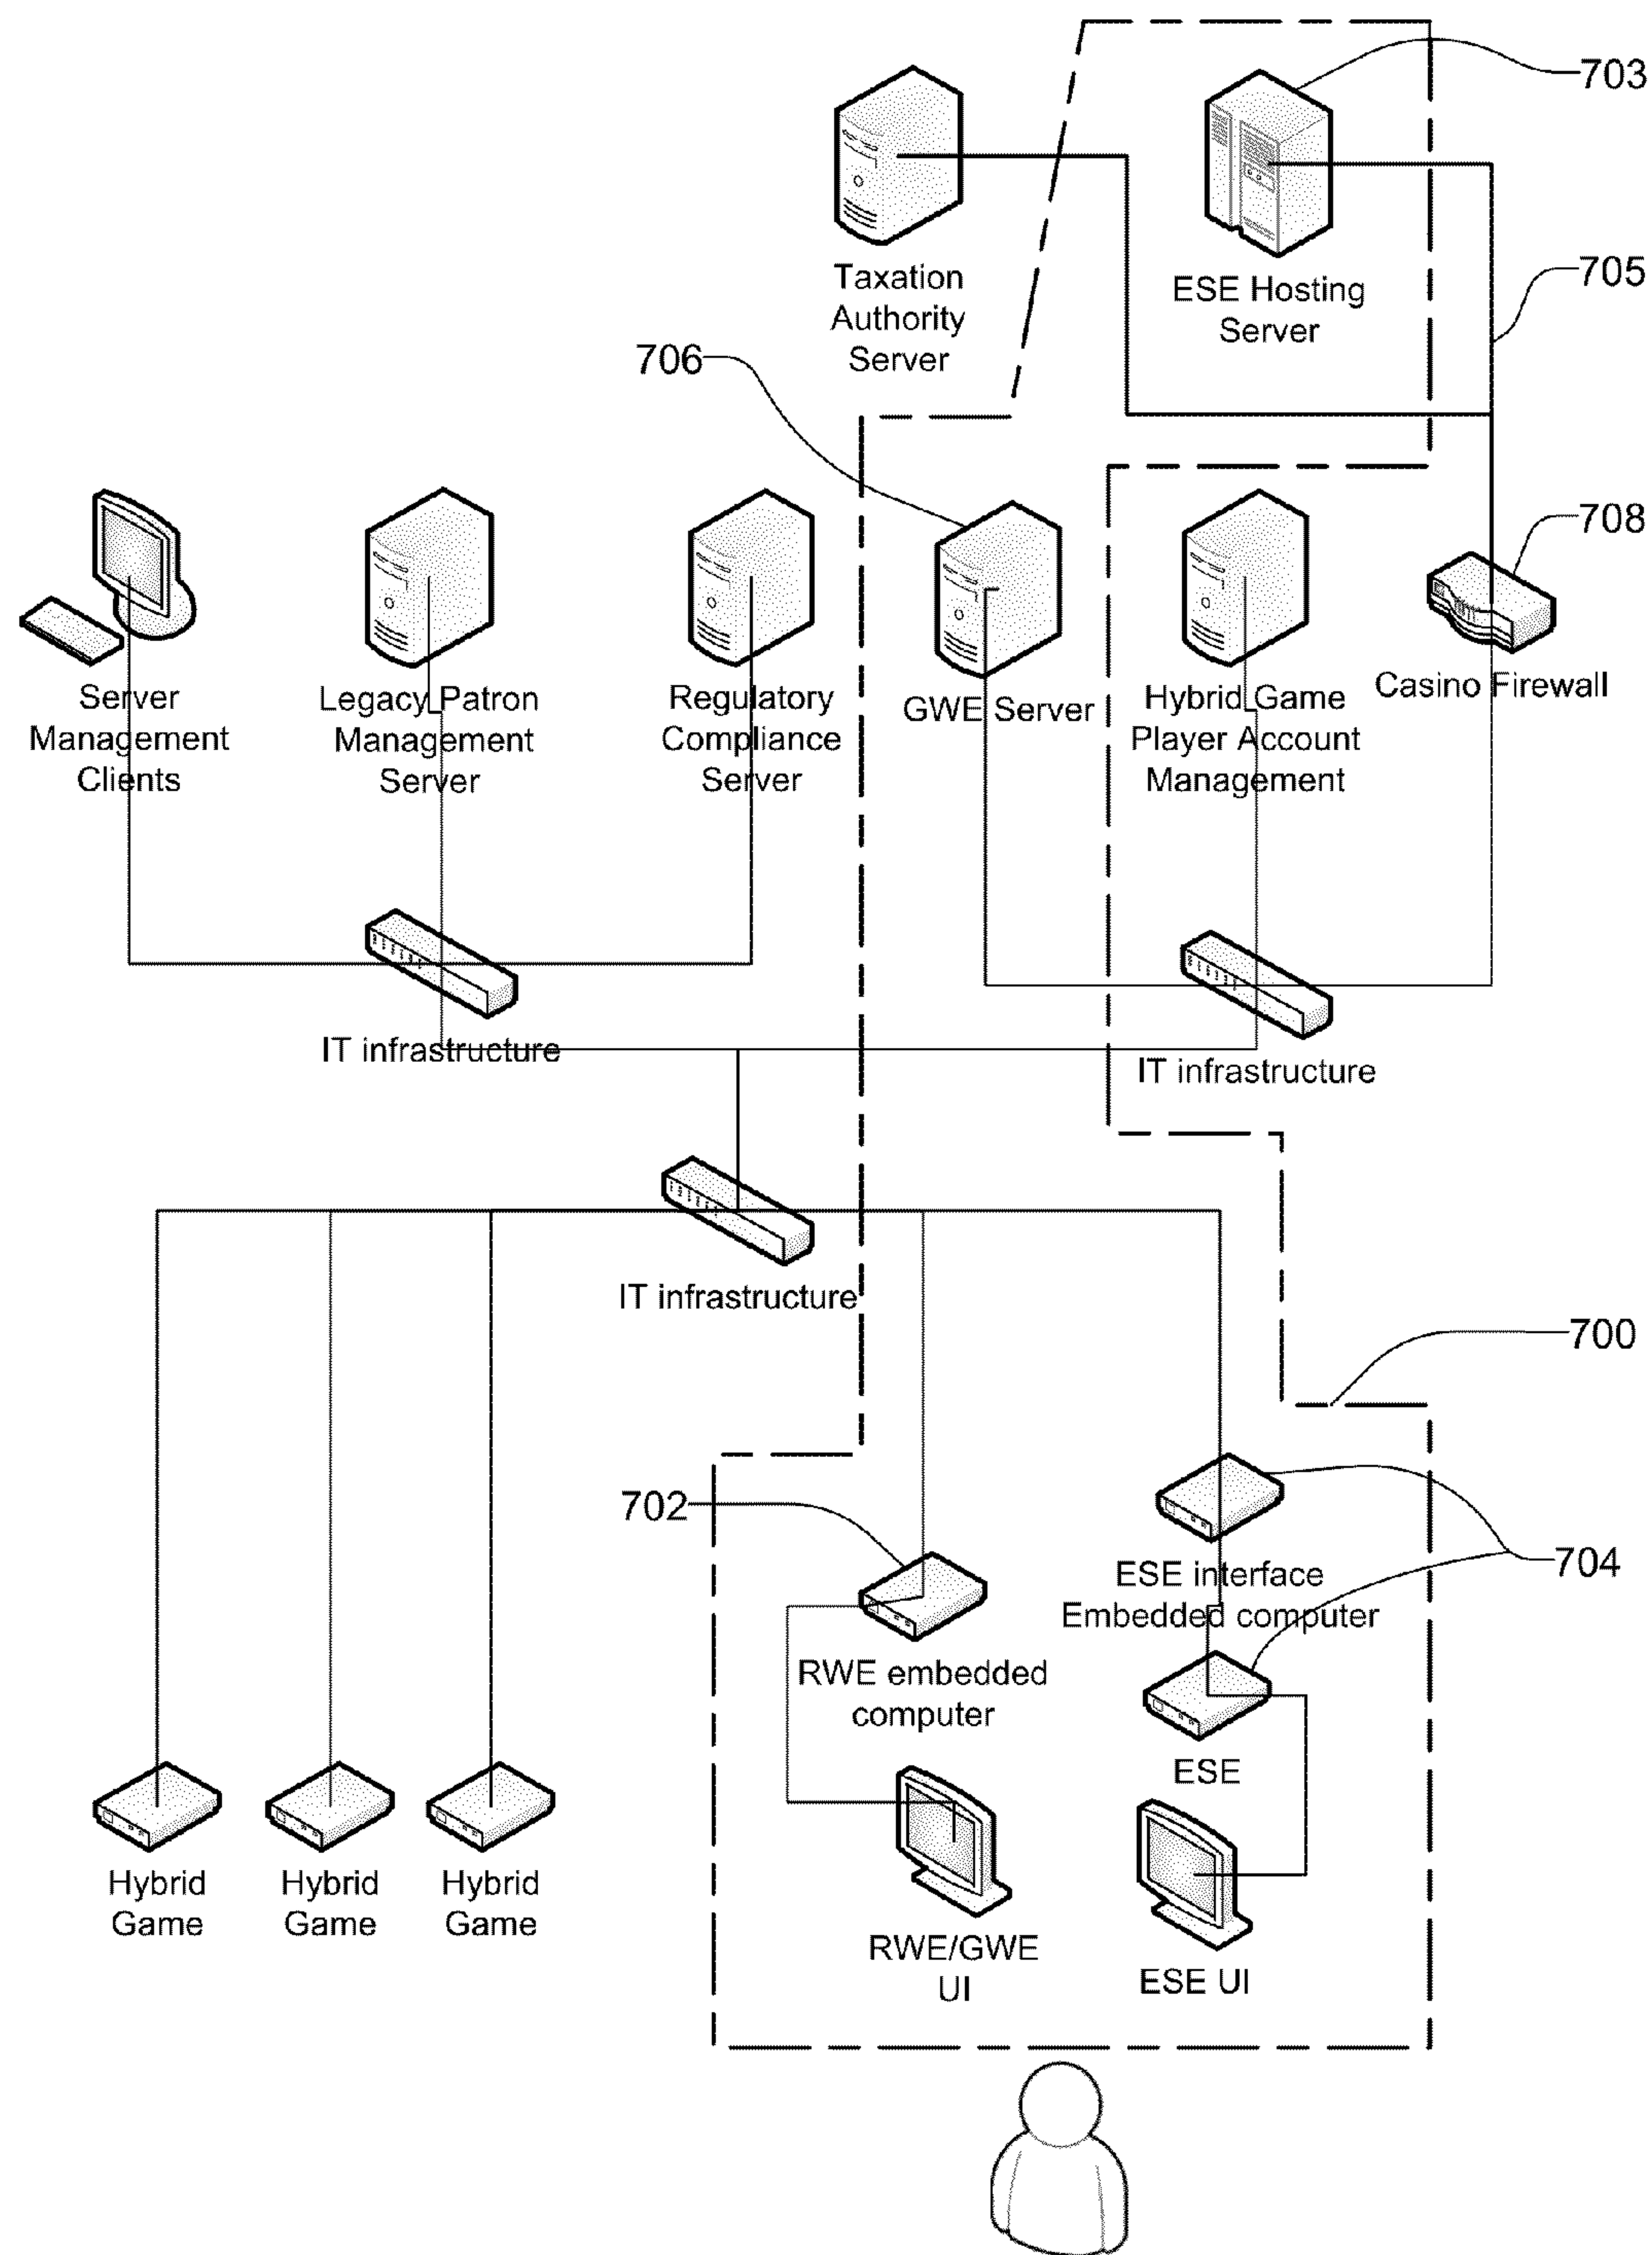 703
Taxation
Authority
Server
ESE Hosting
Server
705
706
708
Server
Management
Clients
Legacy Patron
Management
Server
Regulatory
Compliance
Server
GWE Server
Hybrid Game
Player Account
Management
Casino Firewall
IT infrastructure
IT infrastructure
IT infrastructure
700
702
704
ESE interface
Embedded computer
RWE embedded
computer
ESE
Hybrid
Game
Hybrid
Game
Hybrid
Game
RWE/GWE
UI
ESE UI